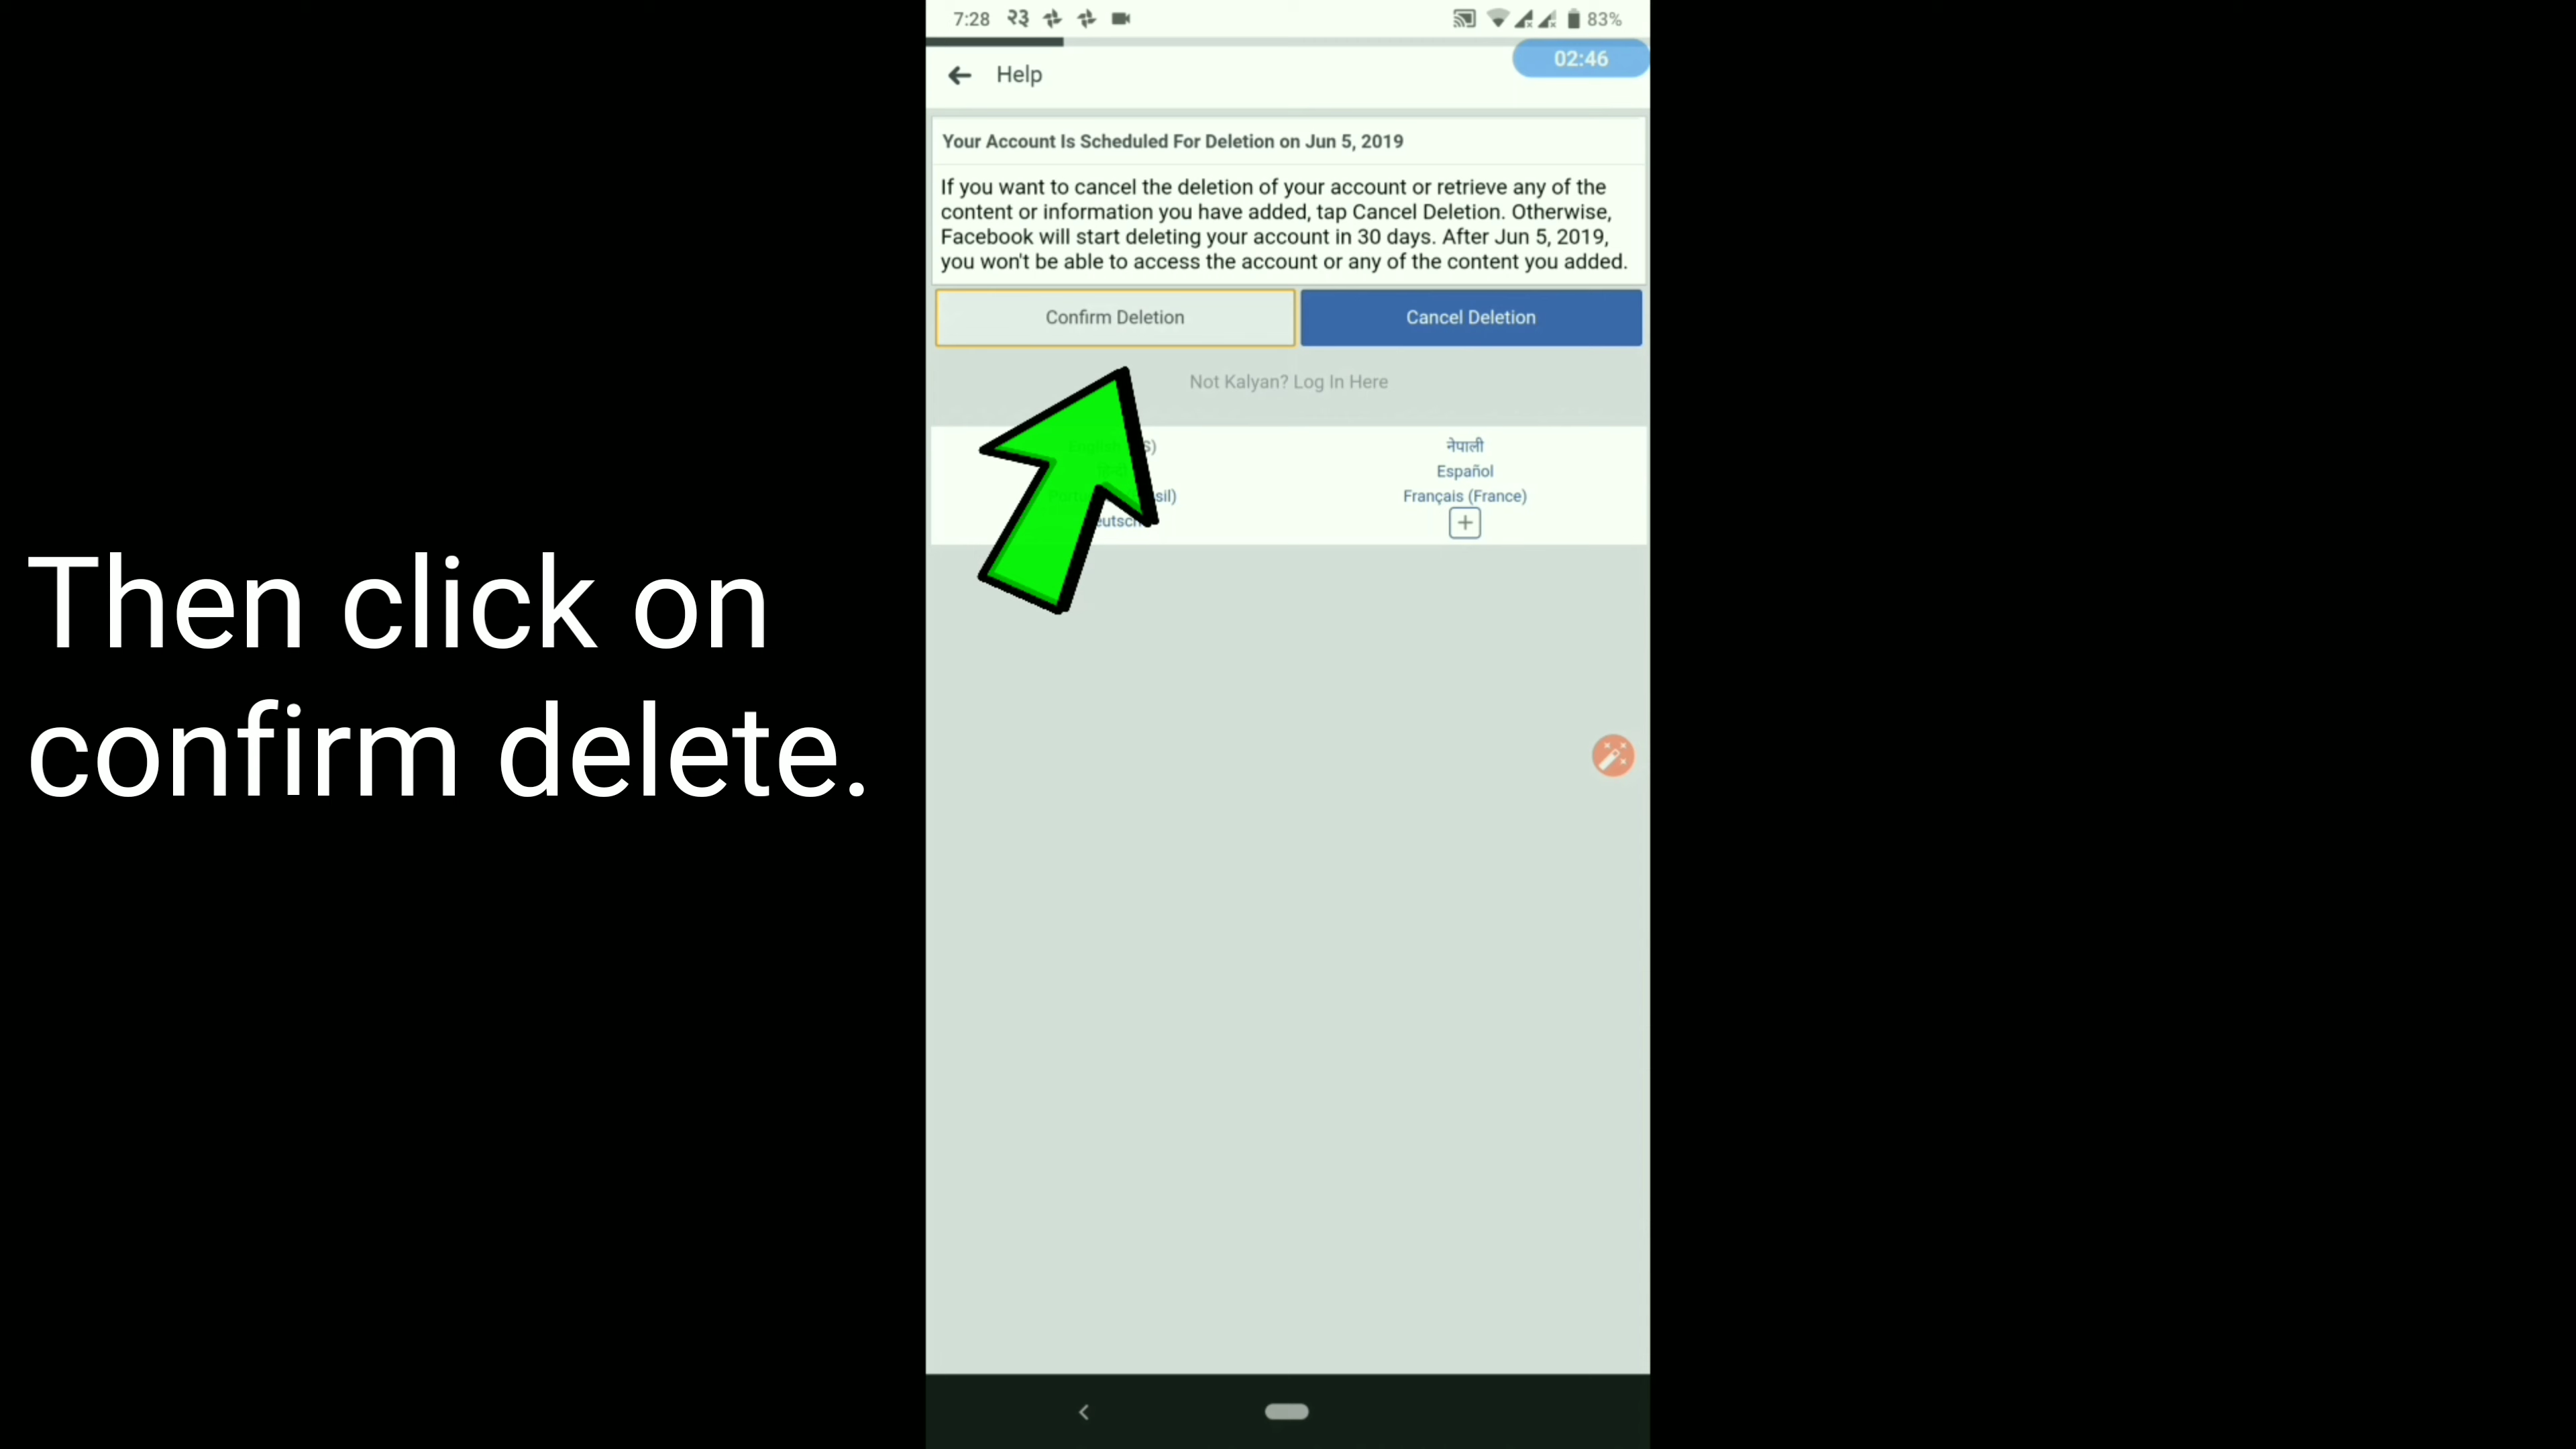 7:28 २३ 83%
02:46
Help
Your Account Is Scheduled For Deletion on Jun 5, 2019
If you want to cancel the deletion of your account or retrieve any of the
content or information you have added, tap Cancel Deletion. Otherwise,
Facebook will start deleting your account in 30 days. After Jun 5, 2019,
you won't be able to access the account or any of the content you added.
Confirm Deletion Cancel Deletion
Not Kalyan? Log In Here
नेपाली
Español
Français (France)
Then click on
confirm delete.